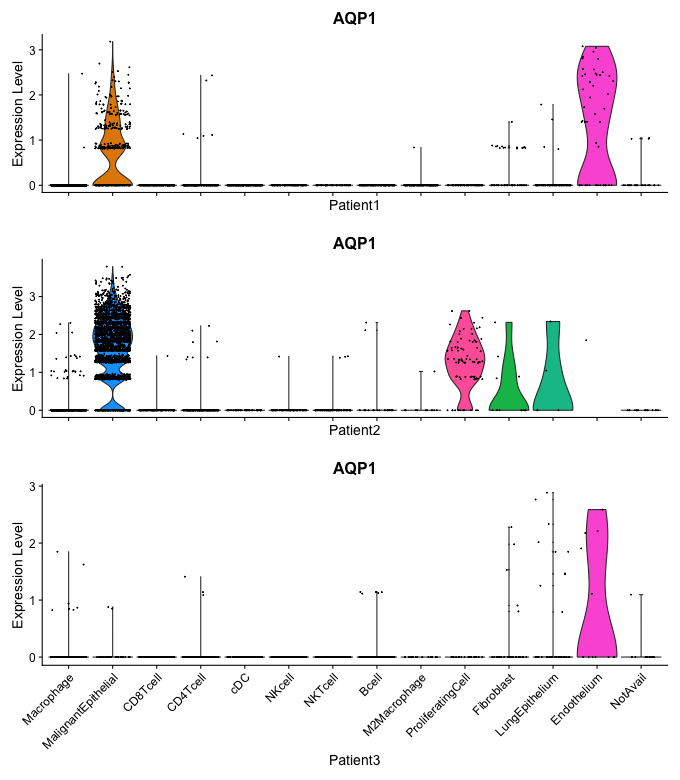 AQP1
Expression Level
3
2
1
0
Patient1
AQP1
Expression Level
3
2
1
0
Patient2
AQP1
Expression Level
3
2
1
0
Macrophage
MalignantEpithelial
CD8Tcell
CD4Tcell
cDC
NKcell
NKTcell
Bcell
M2Macrophage
ProliferatingCell
Fibroblast
LungEpithelium
Endothelium
NotAvail
Patient3